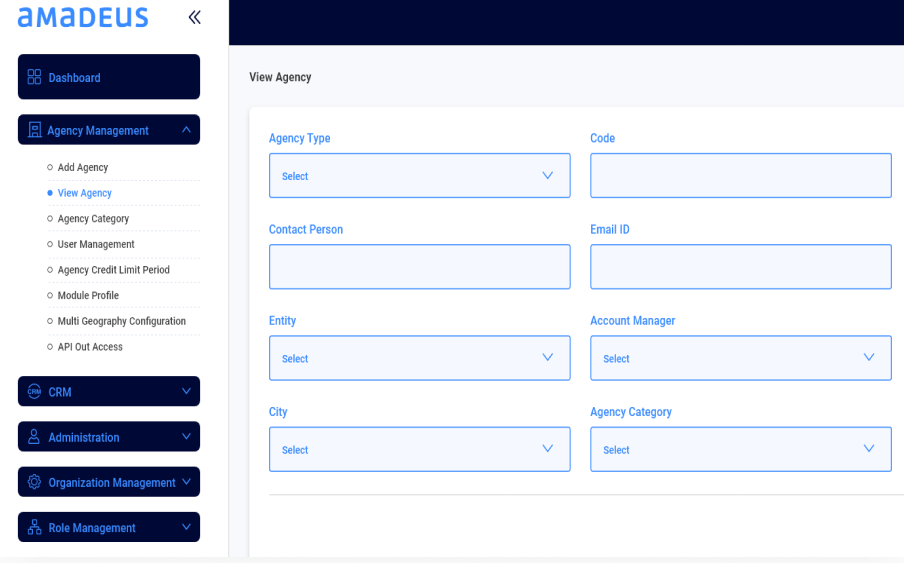 amadeus
Dashboard
Agency Management
Add Agency
View Agency
Agency Category
User Management
Agency Credit Limit Period
Module Profile
Multi Geography Configuration
API Out Access
CRM
CRM
Administration
Organization Management
Role Management
View Agency
Agency Type
Code
Select
Contact Person
Email ID
Entity
Account Manager
Select
Select
City
Agency Category
Select
Select